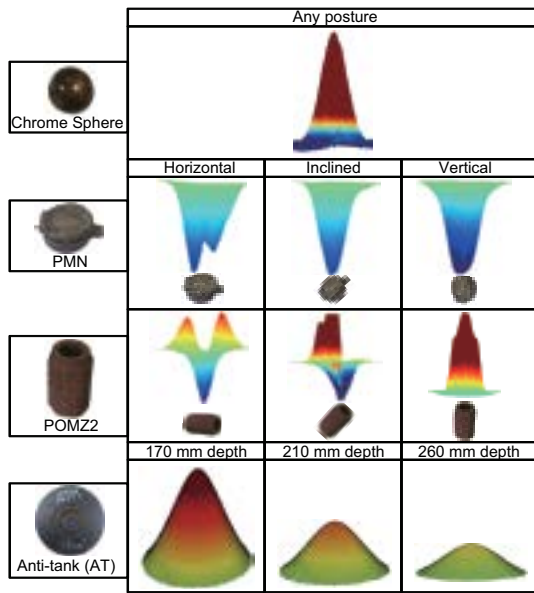 Any posture
Chrome Sphere
Horizontal Inclined Vertical
PMN
POMZ2
170 mm depth 210 mm depth 260 mm depth
Anti-tank (AT)